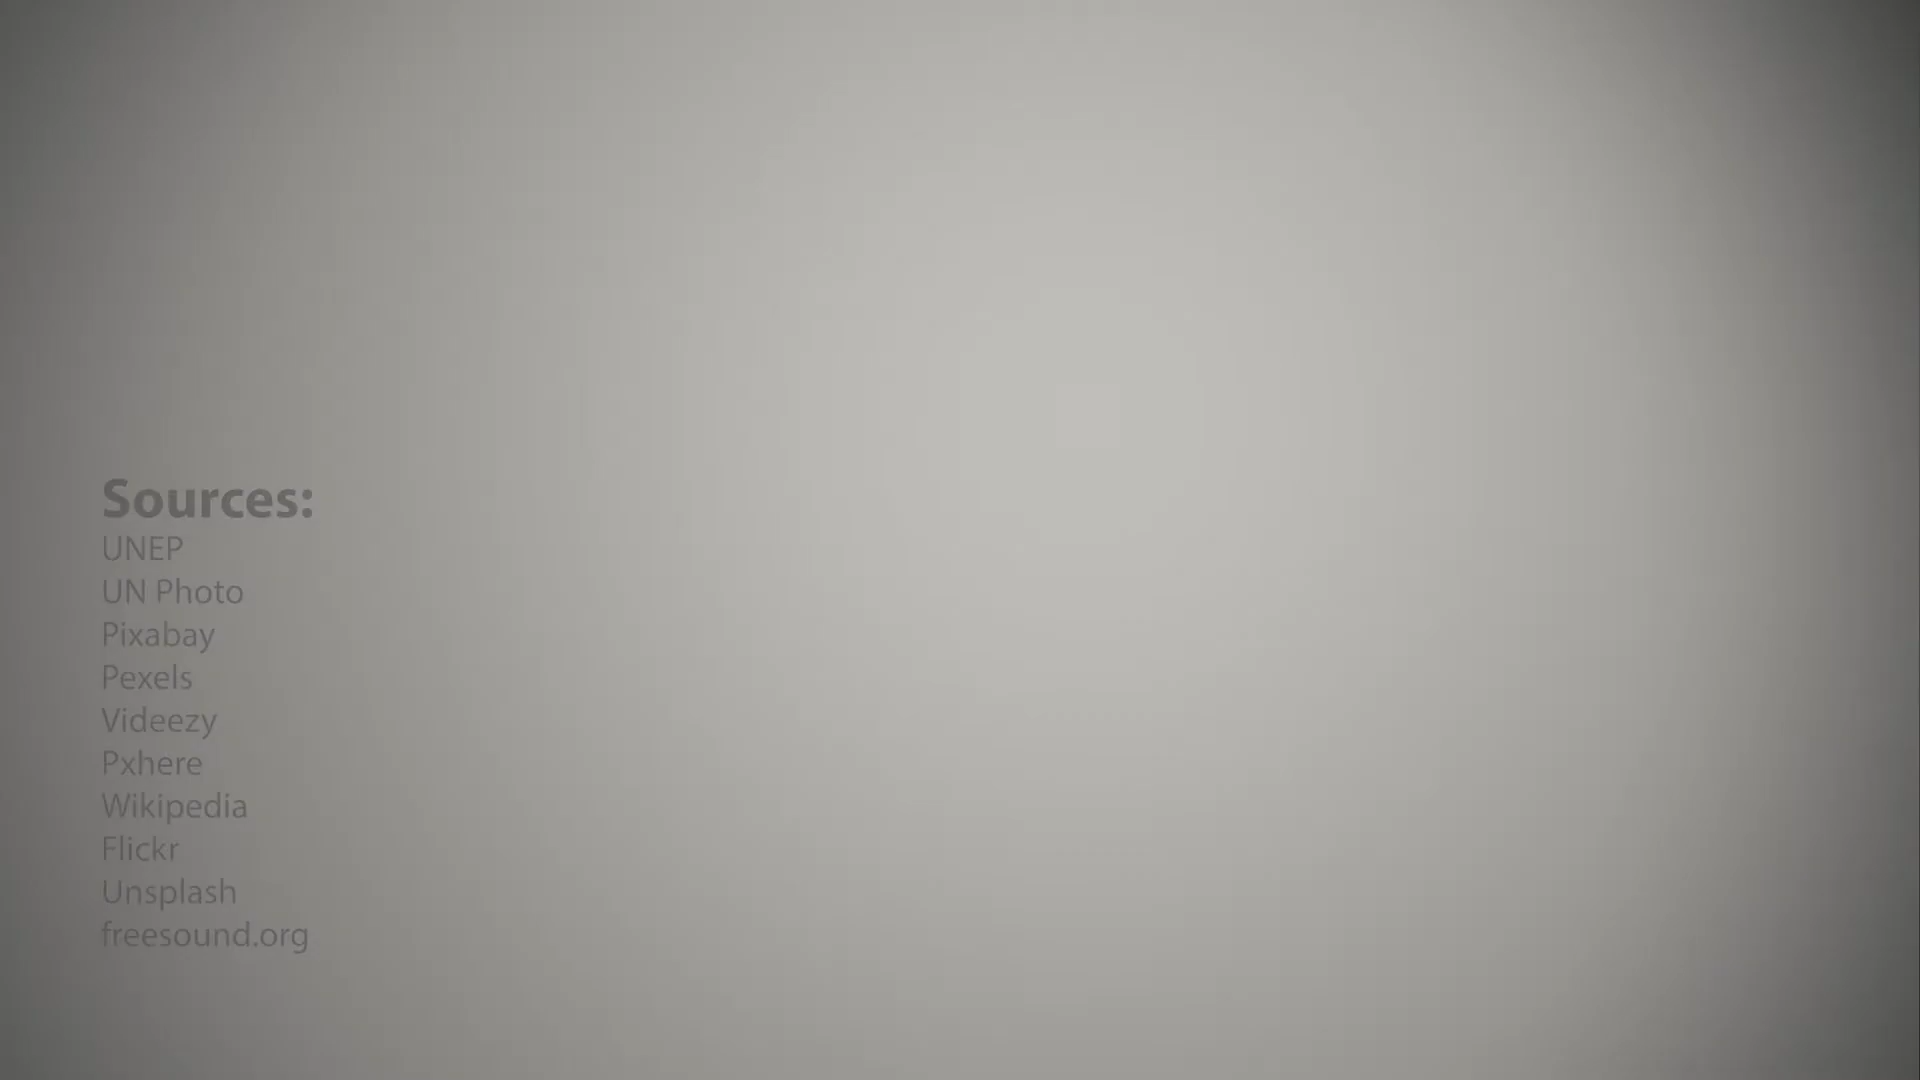 Sources:
UNEP
UN Photo
Pixabay
Pexels
Videezy
Pxhere
Wikipedia
Flickr
Unsplash
freesound.org